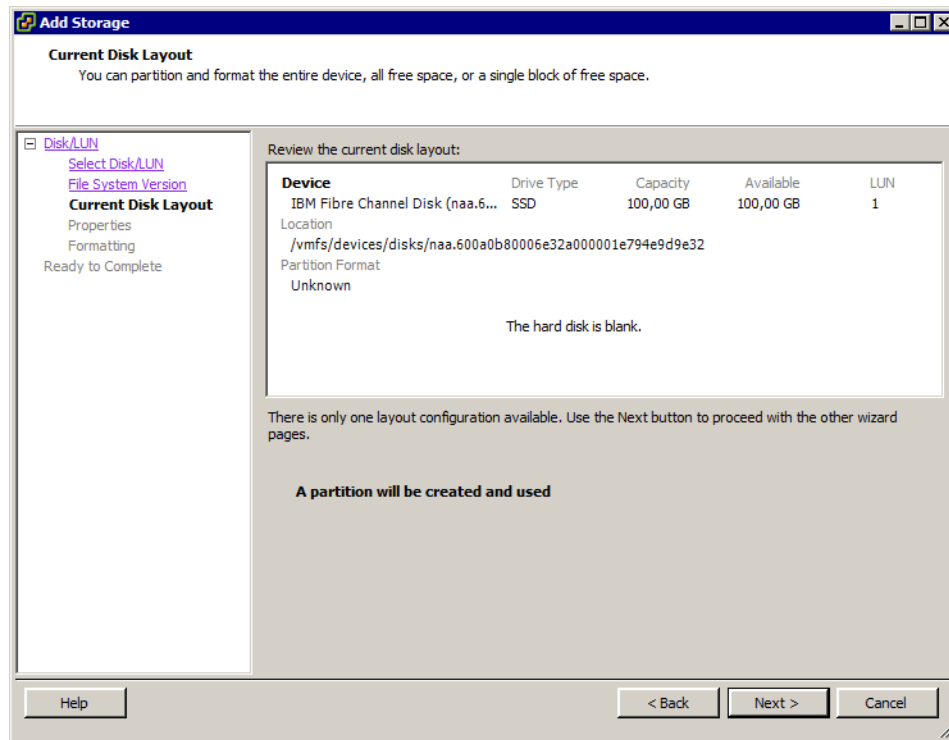 Add Storage
Current Disk Layout
You can partition and format the entire device, all free space, or a single block of free space.
Disk/LUN
Select Disk/LUN
File System Version
Current Disk Layout
Properties
Formatting
Ready to Complete
Review the current disk layout:
Device Drive Type Capacity Available LUN
IBM Fibre Channel Disk (naa.6... SSD 100,00 GB 100,00 GB 1
Location
/vmfs/devices/disks/naa.600a0b80006e32a000001e794e9d9e32
Partition Format
Unknown
The hard disk is blank.
There is only one layout configuration available. Use the Next button to proceed with the other wizard
pages.
A partition will be created and used
Help < Back Next > Cancel